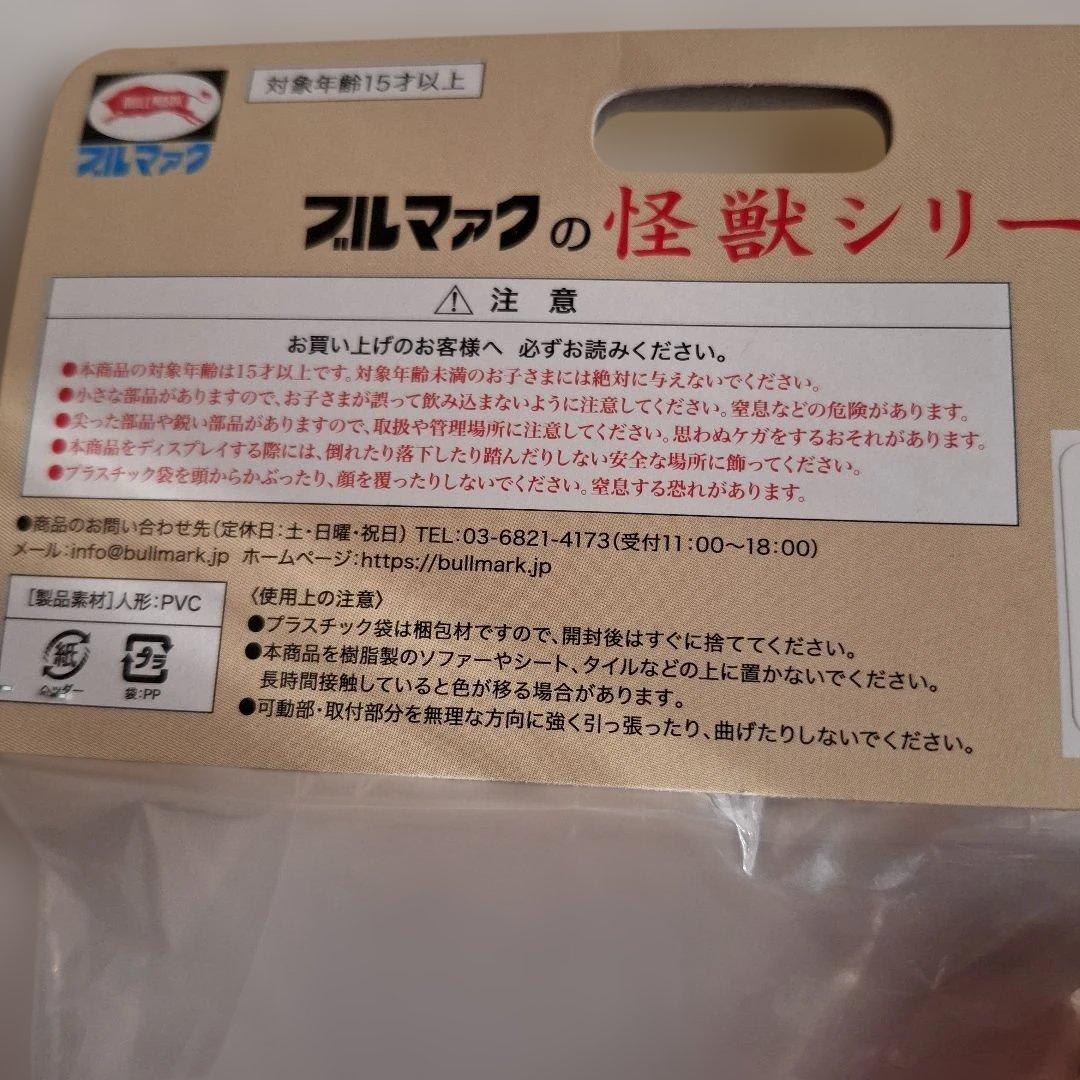 BULLMARK
ブルマァク
対象年齢15才以上
ブルマァクの怪獣シリー
注 意
お買い上げのお客様へ 必ずお読みください。
●本商品の対象年齢は15才以上です。対象年齢未満のお子さまには絶対に与えないでください。
●小さな部品がありますので、お子さまが誤って飲み込まないように注意してください。窒息などの危険があります。
●尖った部品や鋭い部品がありますので、取扱や管理場所に注意してください。思わぬケガをするおそれがあります。
●本商品をディスプレイする際には、倒れたり落下したり踏んだりしない安全な場所に飾ってください。
●プラスチック袋を頭からかぶったり、顔を覆ったりしないでください。窒息する恐れがあります。
●商品のお問い合わせ先(定休日:土・日曜・祝日) TEL:03-6821-4173(受付11:00〜18:00)
メール:info@bullmark.jp ホームページ:https://bullmark.jp
[製品素材]人形:PVC
紙
プラ
袋:PP
〈使用上の注意〉
●プラスチック袋は梱包材ですので、開封後はすぐに捨ててください。
●本商品を樹脂製のソファーやシート、タイルなどの上に置かないでください。
長時間接触していると色が移る場合があります。
●可動部・取付部分を無理な方向に強く引っ張ったり、曲げたりしないでください。